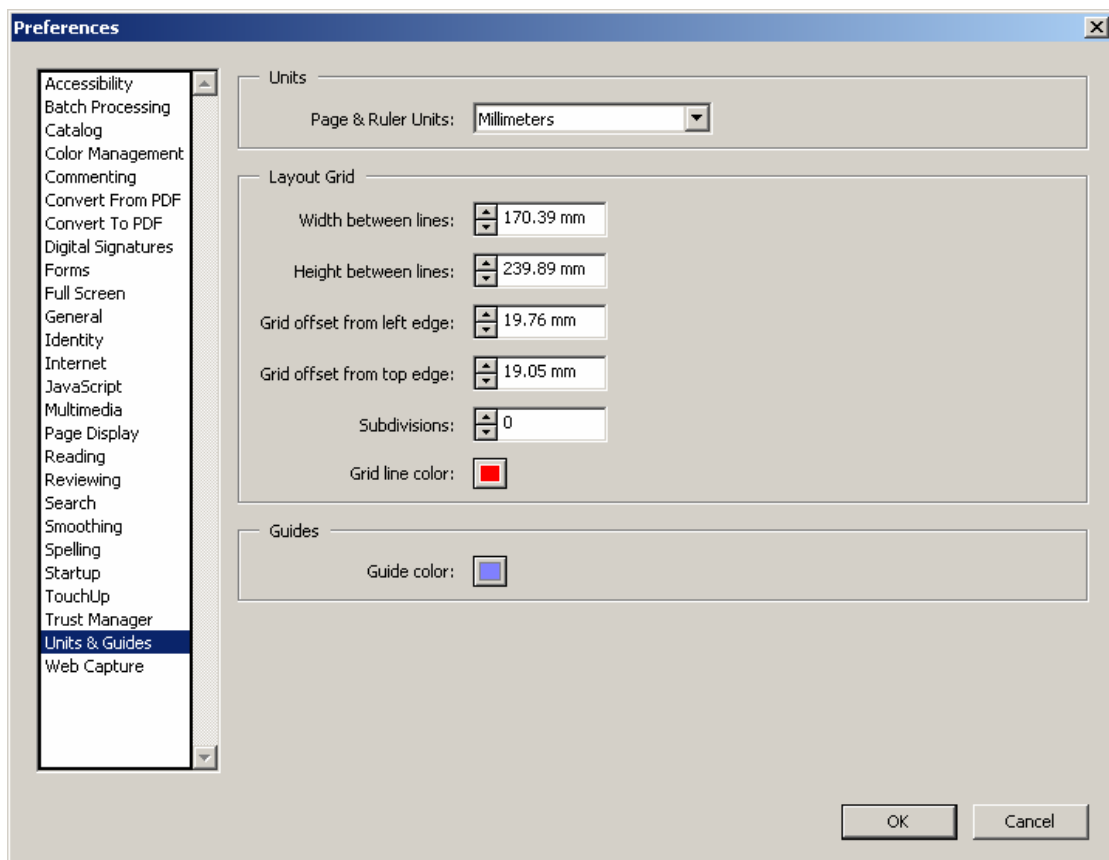 Preferences
Accessibility
Batch Processing
Catalog
Color Management
Commenting
Convert From PDF
Convert To PDF
Digital Signatures
Forms
Full Screen
General
Identity
Internet
JavaScript
Multimedia
Page Display
Reading
Reviewing
Search
Smoothing
Spelling
Startup
TouchUp
Trust Manager
Units & Guides
Web Capture
Units
Page & Ruler Units: Millimeters
Layout Grid
Width between lines: 170.39 mm
Height between lines: 239.89 mm
Grid offset from left edge: 19.76 mm
Grid offset from top edge: 19.05 mm
Subdivisions: 0
Grid line color:
Guides
Guide color:
OK Cancel